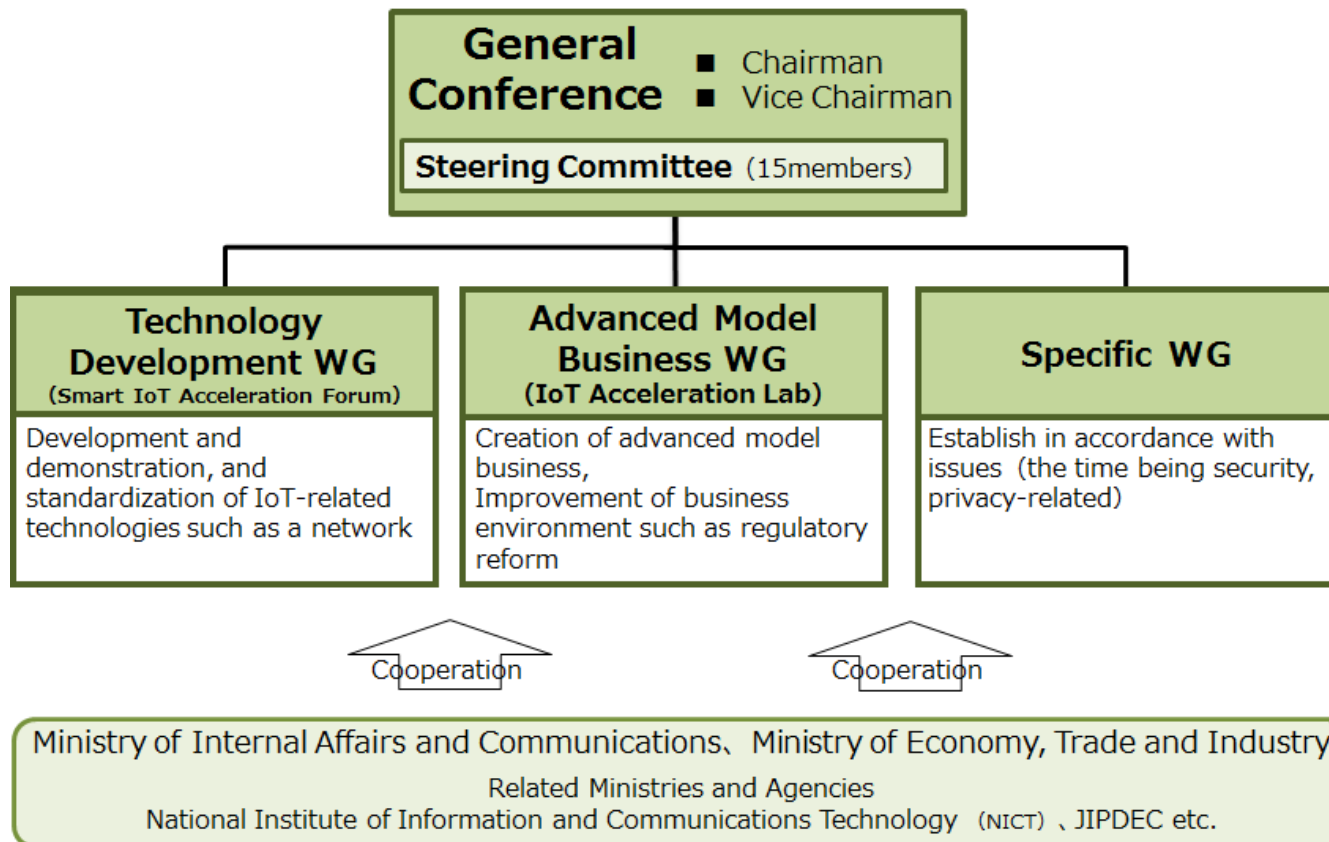 General
Conference
■ Chairman
■ Vice Chairman
Steering Committee (15members)
Technology
Development WG
(Smart IoT Acceleration Forum)
Development and
demonstration, and
standardization of IoT-related
technologies such as a network
Advanced Model
Business WG
(IoT Acceleration Lab)
Creation of advanced model
business,
Improvement of business
environment such as regulatory
reform
Specific WG
Establish in accordance with
issues (the time being security,
privacy-related)
Cooperation
Cooperation
Ministry of Internal Affairs and Communications、Ministry of Economy, Trade and Industry
Related Ministries and Agencies
National Institute of Information and Communications Technology (NICT)、JIPDEC etc.